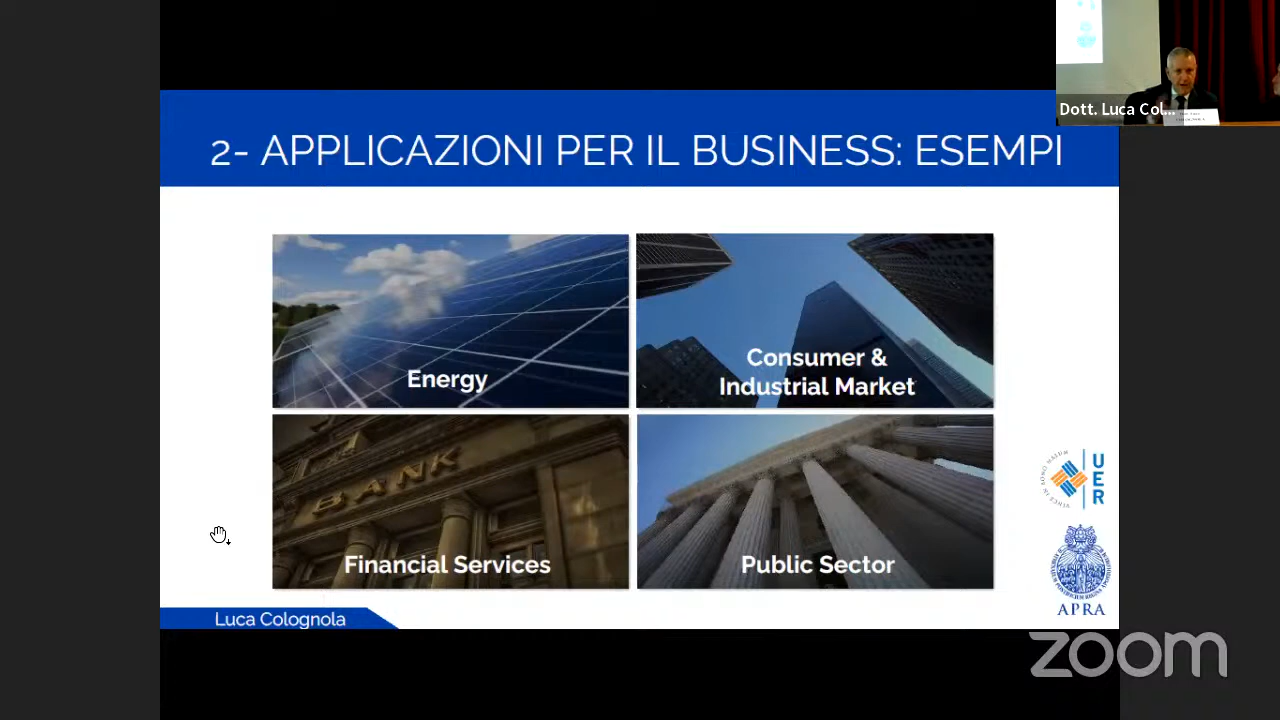 Dott. Luca Col...
2- APPLICAZIONI PER IL BUSINESS: ESEMPI
Energy
Consumer &
Industrial Market
BANK
Financial Services
Public Sector
UER
APRA
Luca Colognola
zoom